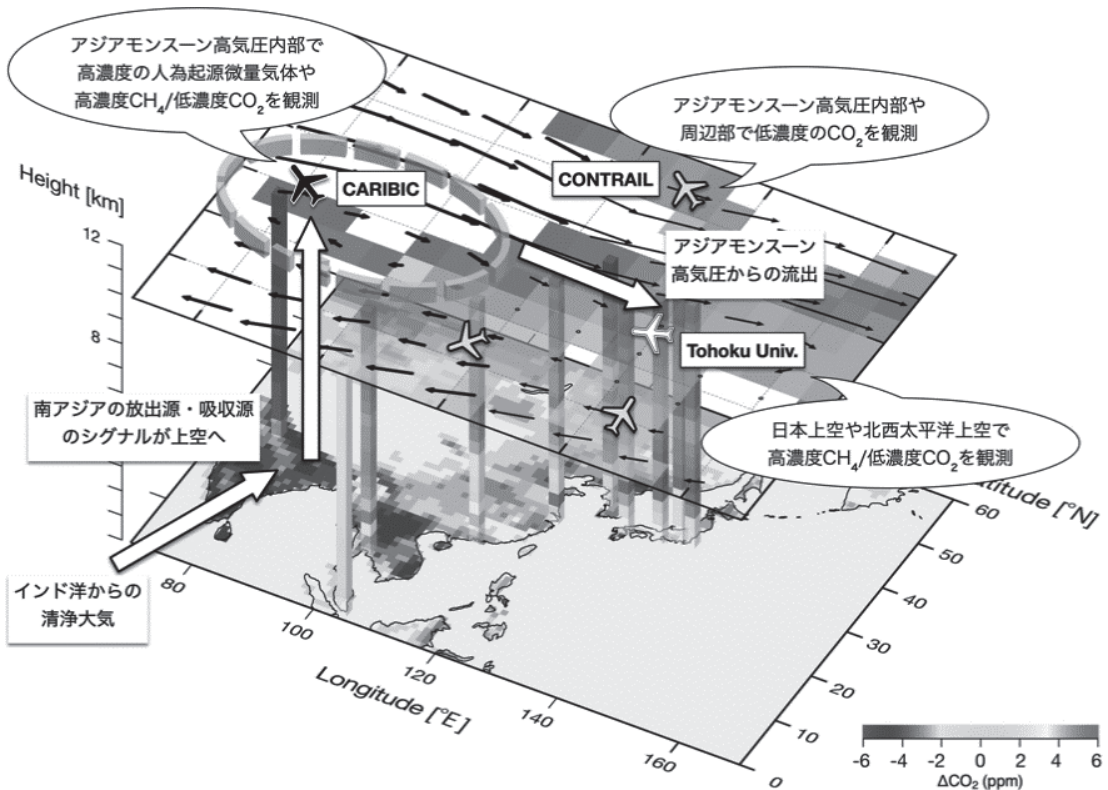 アジアモンスーン高気圧内部で
高濃度の人為起源微量気体や
高濃度CH₄/低濃度CO₂を観測
アジアモンスーン高気圧内部や
周辺部で低濃度のCO₂を観測
Height [km]
12
8
CARIBIC
CONTRAIL
アジアモンスーン
高気圧からの流出
Tohoku Univ.
南アジアの放出源・吸収源
のシグナルが上空へ
日本上空や北西太平洋上空で
高濃度CH₄/低濃度CO₂を観測
インド洋からの
清浄大気
80
100
120
140
160
Longitude [°E]
0
10
20
30
40
50
60
titude [°N]
-6 -4 -2 0 2 4 6
ΔCO₂ (ppm)